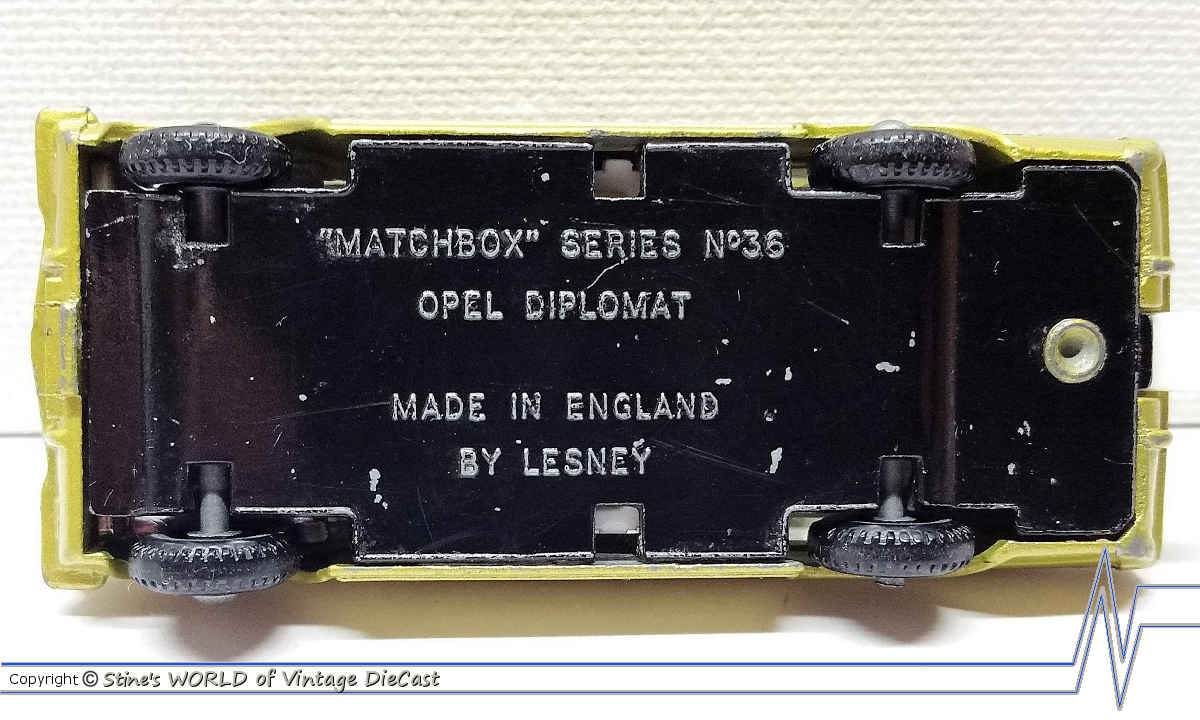 "MATCHBOX" SERIES Nº36
OPEL DIPLOMAT
MADE IN ENGLAND
BY LESNEY
Copyright © Stine's WORLD of Vintage DieCast